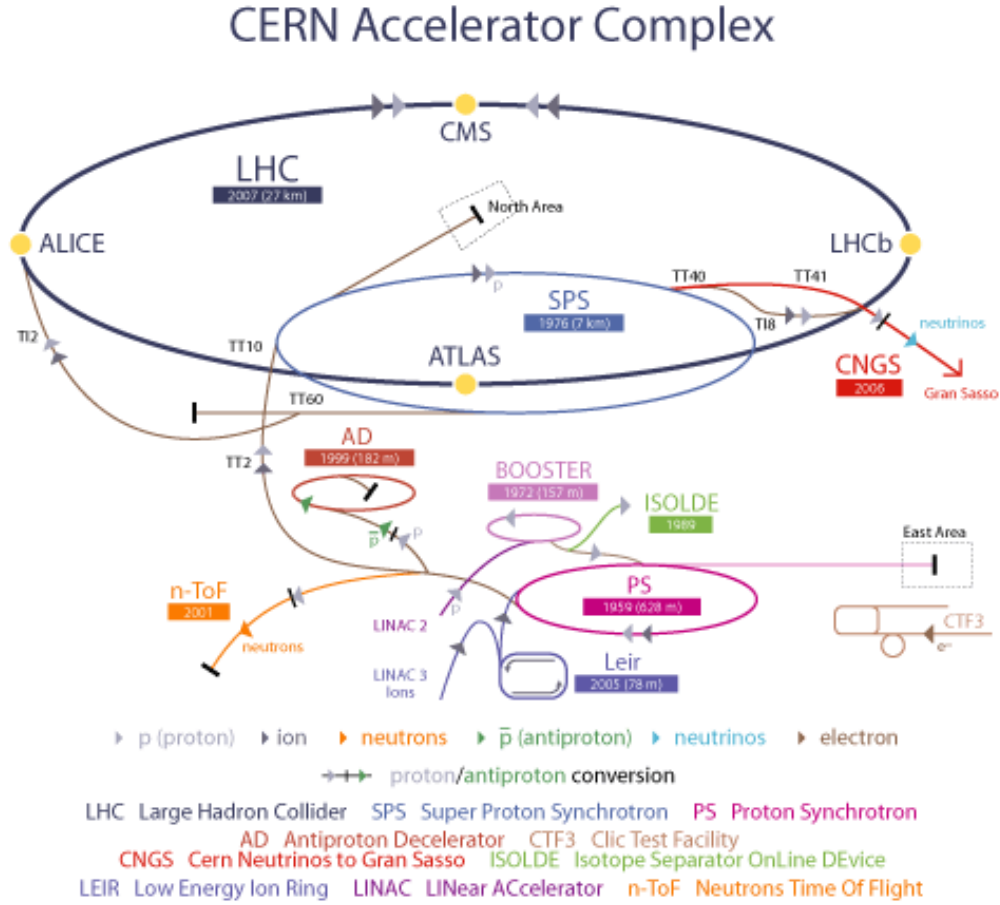 CERN Accelerator Complex
CMS
LHC
2007 (27 km)
North Area
ALICE
LHCb
TT40
TT41
p
SPS
1976 (7 km)
TI8
neutrinos
TI2
TT10
ATLAS
CNGS
2006
Gran Sasso
TT60
AD
1999 (182 m)
TT2
BOOSTER
1972 (157 m)
ISOLDE
1989
p
p̅
East Area
n-ToF
2001
PS
1959 (628 m)
p
LINAC 2
CTF3
neutrons
e⁻
LINAC 3
Ions
Leir
2005 (78 m)
p (proton) ion neutrons p̅ (antiproton) neutrinos electron
proton/antiproton conversion
LHC Large Hadron Collider SPS Super Proton Synchrotron PS Proton Synchrotron
AD Antiproton Decelerator CTF3 Clic Test Facility
CNGS Cern Neutrinos to Gran Sasso ISOLDE Isotope Separator OnLine DEvice
LEIR Low Energy Ion Ring LINAC LINear ACcelerator n-ToF Neutrons Time Of Flight